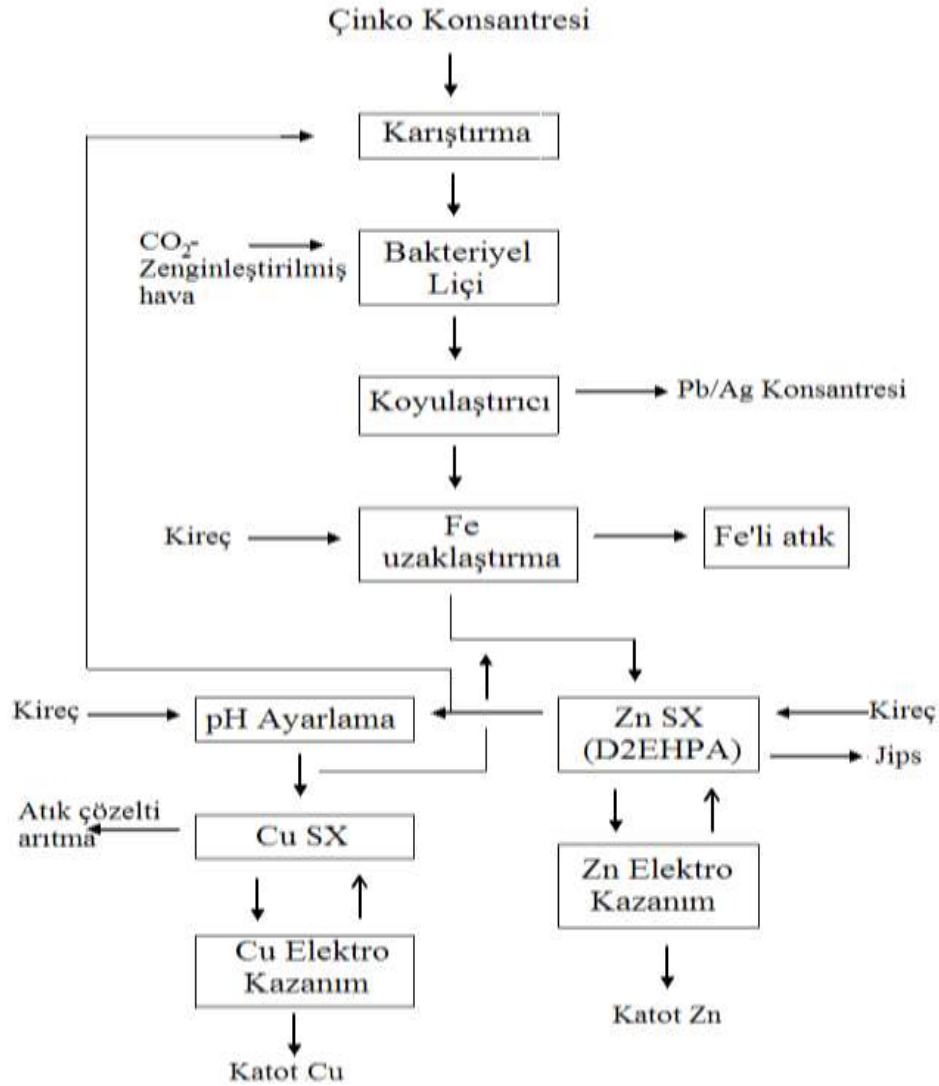 Çinko Konsantresi
Karıştırma
CO2-
Zenginleştirilmiş
hava
Bakteriyel
Liçi
Koyulaştırıcı
Pb/Ag Konsantresi
Kireç
Fe
uzaklaştırma
Fe'li atık
Kireç
pH Ayarlama
Zn SX
(D2EHPA)
Kireç
Jips
Atık çözelti
arıtma
Cu SX
Zn Elektro
Kazanım
Cu Elektro
Kazanım
Katot Zn
Katot Cu